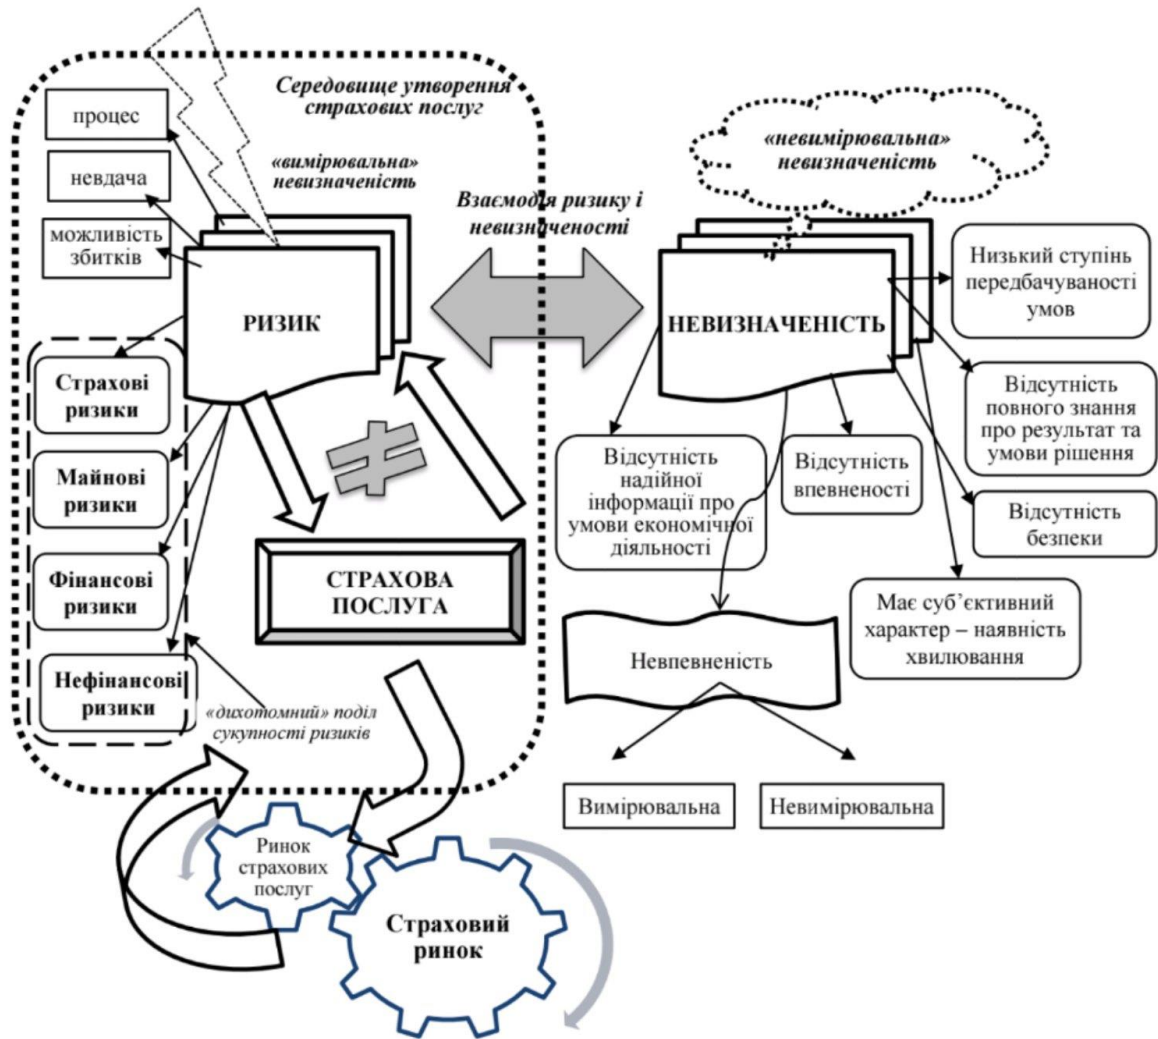 Середовище утворення
страхових послуг
процес
невдача
можливість
збитків
«вимірювальна»
невизначеність
РИЗИК
Страхові
ризики
Майнові
ризики
Фінансові
ризики
Нефінансові
ризики
«дихотомний» поділ
сукупності ризиків
≠
СТРАХОВА
ПОСЛУГА
Взаємодія ризику і
невизначеності
«невимірювальна»
невизначеність
НЕВИЗНАЧЕНІСТЬ
Низький ступінь
передбачуваності
умов
Відсутність
повного знання
про результат та
умови рішення
Відсутність
надійної
інформації про
умови економічної
діяльності
Відсутність
впевненості
Відсутність
безпеки
Має суб’єктивний
характер – наявність
хвилювання
Невпевненість
Вимірювальна
Невимірювальна
Ринок
страхових
послуг
Страховий
ринок